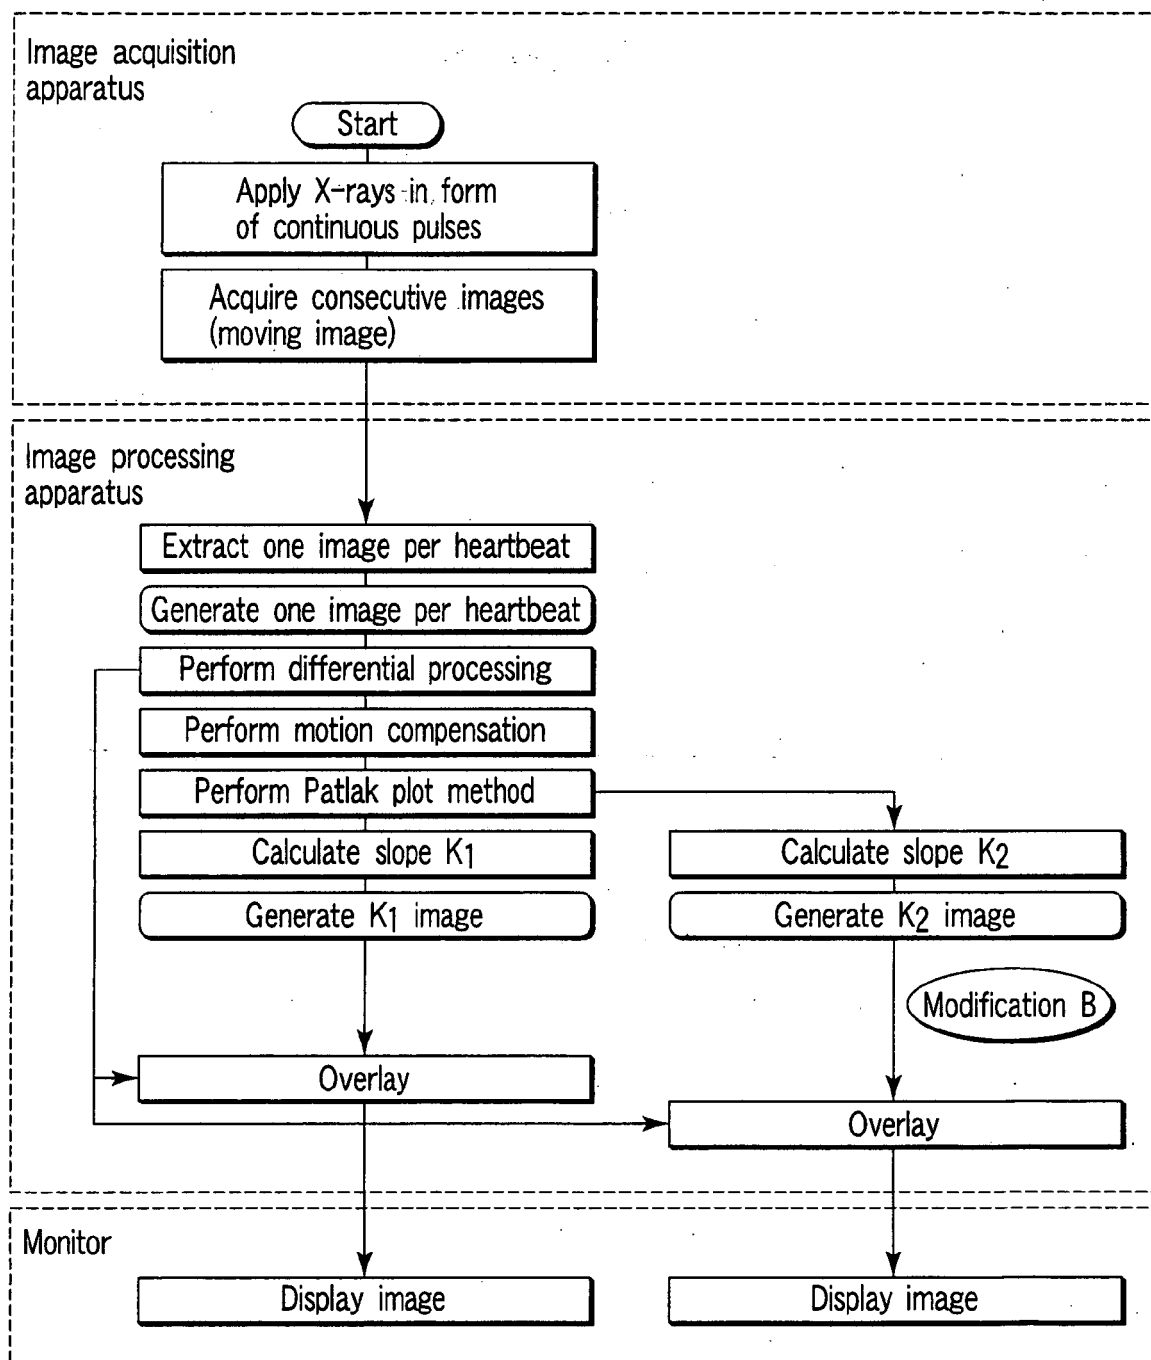 Image acquisition
apparatus
Start
Apply X-rays in form
of continuous pulses
Acquire consecutive images
(moving image)
Image processing
apparatus
Extract one image per heartbeat
Generate one image per heartbeat
Perform differential processing
Perform motion compensation
Perform Patlak plot method
Calculate slope K1
Calculate slope K2
Generate K1 image
Generate K2 image
Modification B
Overlay
Overlay
Monitor
Display image
Display image